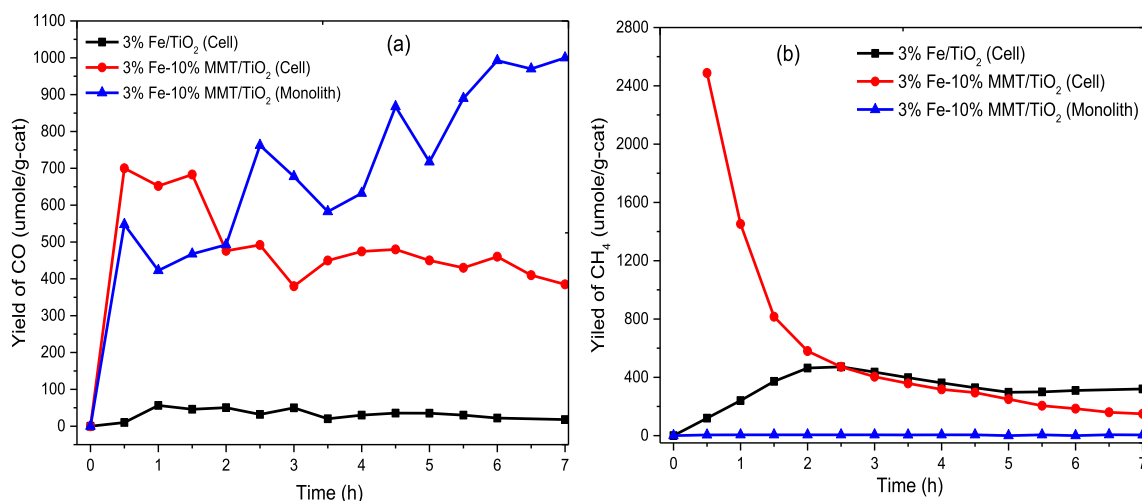 (a)
3% Fe/TiO₂ (Cell)
3% Fe-10% MMT/TiO₂ (Cell)
3% Fe-10% MMT/TiO₂ (Monolith)
Yield of CO (umole/g-cat)
1100
1000
900
800
700
600
500
400
300
200
100
0
0 1 2 3 4 5 6 7
Time (h)
(b)
3% Fe/TiO₂ (Cell)
3% Fe-10% MMT/TiO₂ (Cell)
3% Fe-10% MMT/TiO₂ (Monolith)
Yiled of CH₄ (umole/g-cat)
2800
2400
2000
1600
1200
800
400
0
0 1 2 3 4 5 6 7
Time (h)